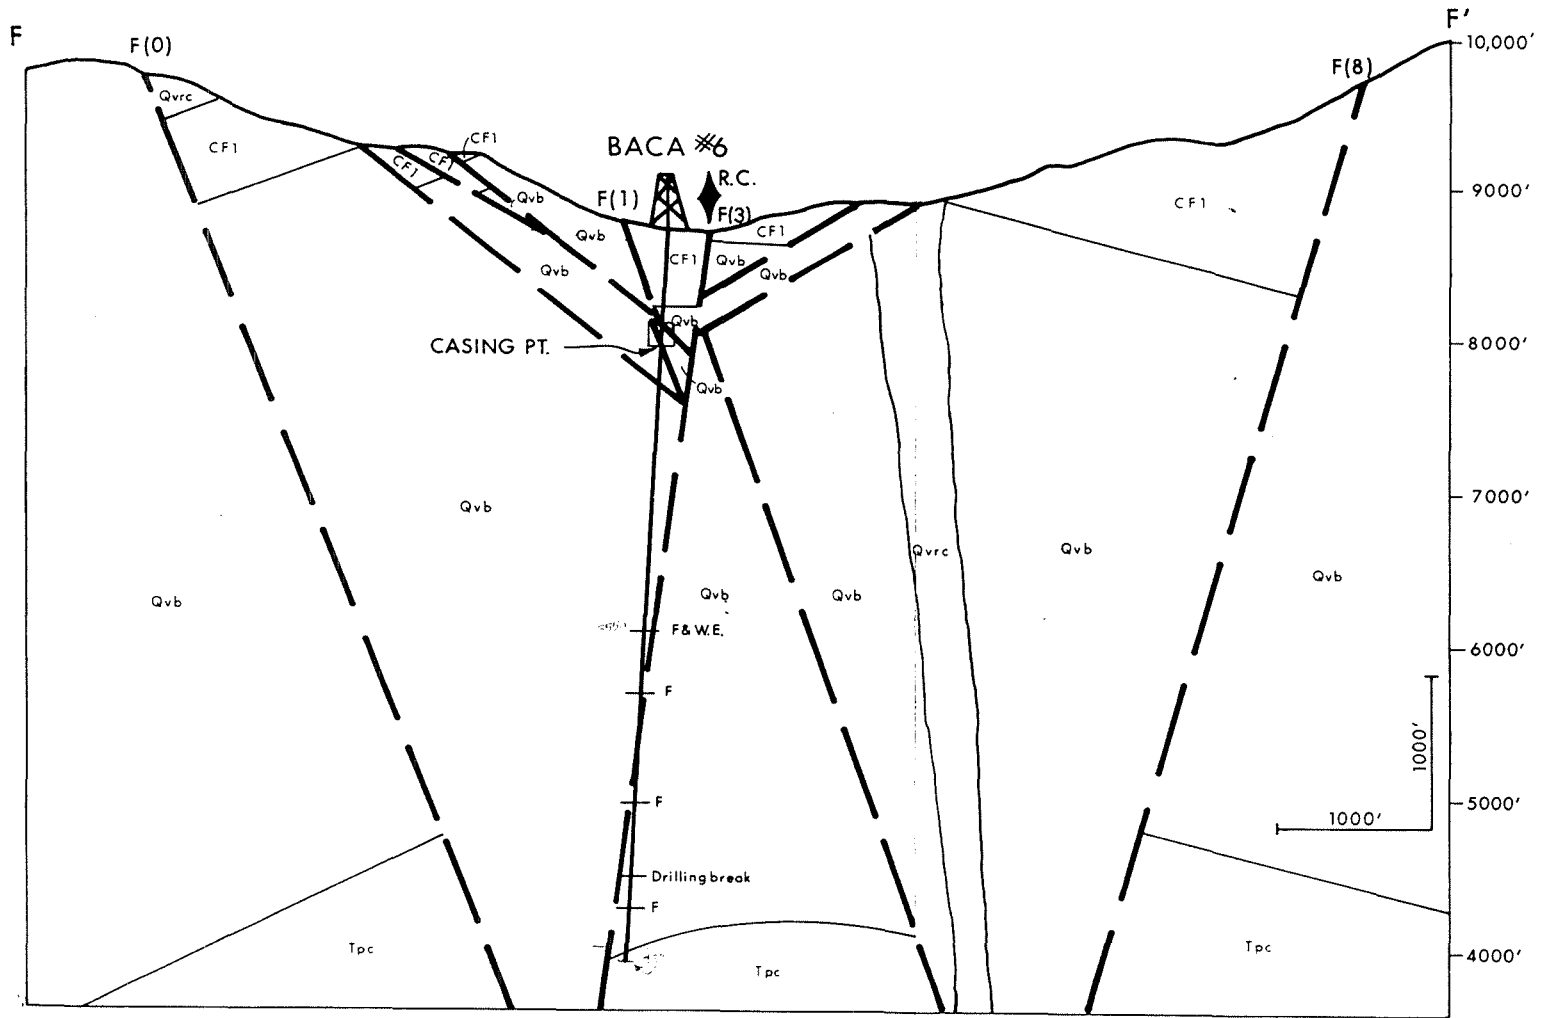 F
F'
F(0)
10,000'
F(8)
Qvrc
CF1
CF1
BACA #6
CF1
CF1
CF1
R.C.
9000'
Qvb
F(1)
F(3)
CF1
CF1
Qvb
CF1
Qvb
Qvb
Qvb
Qvb
8000'
CASING PT.
Qvb
7000'
Qvb
Qvrc
Qvb
Qvb
Qvb
Qvb
Qvb
F & W.E.
6000'
F
1000'
5000'
F
1000'
Drilling break
F
Tpc
Tpc
Tpc
4000'